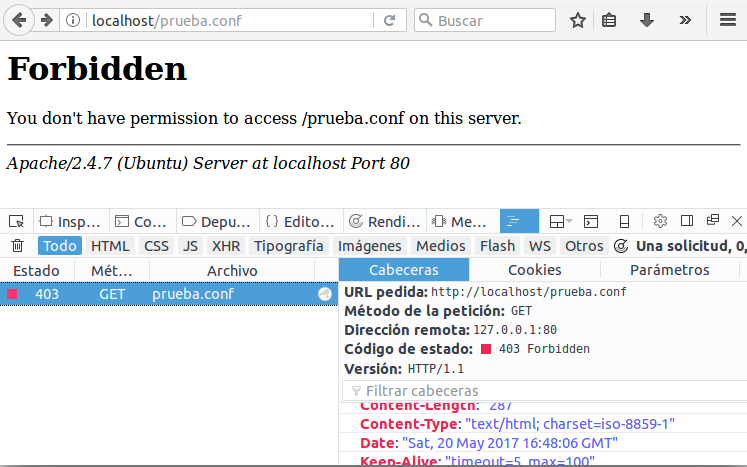 localhost/prueba.conf
Buscar
Forbidden
You don't have permission to access /prueba.conf on this server.
Apache/2.4.7 (Ubuntu) Server at localhost Port 80
Insp… Co… Depu… Edito… Rendi… Me…
Todo HTML CSS JS XHR Tipografía Imágenes Medios Flash WS Otros Una solicitud, 0,
Estado Mét… Archivo Cabeceras Cookies Parámetros
403 GET prueba.conf
URL pedida: http://localhost/prueba.conf
Método de la petición: GET
Dirección remota: 127.0.0.1:80
Código de estado: 403 Forbidden
Versión: HTTP/1.1
Filtrar cabeceras
Content-Length: "287"
Content-Type: "text/html; charset=iso-8859-1"
Date: "Sat, 20 May 2017 16:48:06 GMT"
Keep-Alive: "timeout=5, max=100"